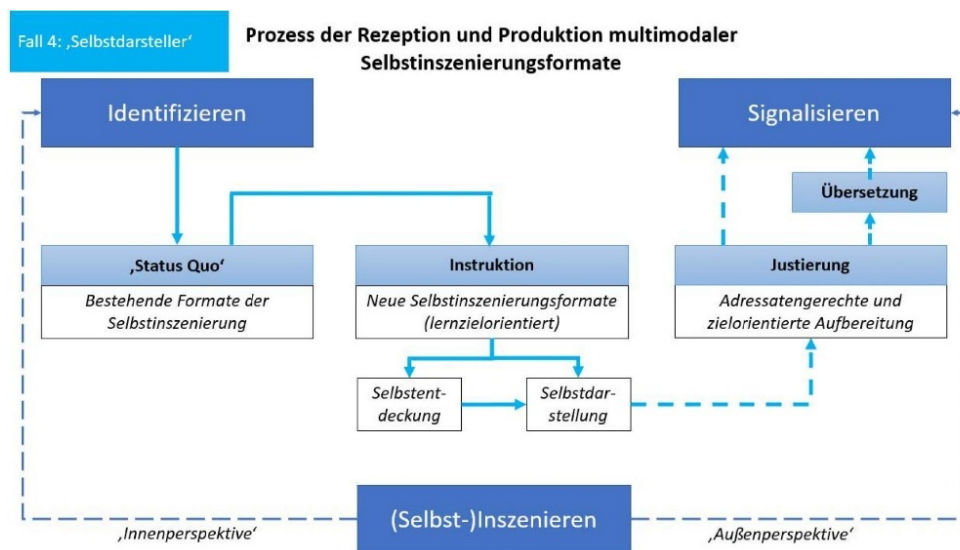 Fall 4: ‚Selbstdarsteller‘
Prozess der Rezeption und Produktion multimodaler
Selbstinszenierungsformate
Identifizieren
Signalisieren
Übersetzung
‚Status Quo‘
Bestehende Formate der
Selbstinszenierung
Instruktion
Neue Selbstinszenierungsformate
(lernzielorientiert)
Justierung
Adressatengerechte und
zielorientierte Aufbereitung
Selbstent-
deckung
Selbstdar-
stellung
(Selbst-)Inszenieren
‚Innenperspektive‘
‚Außenperspektive‘